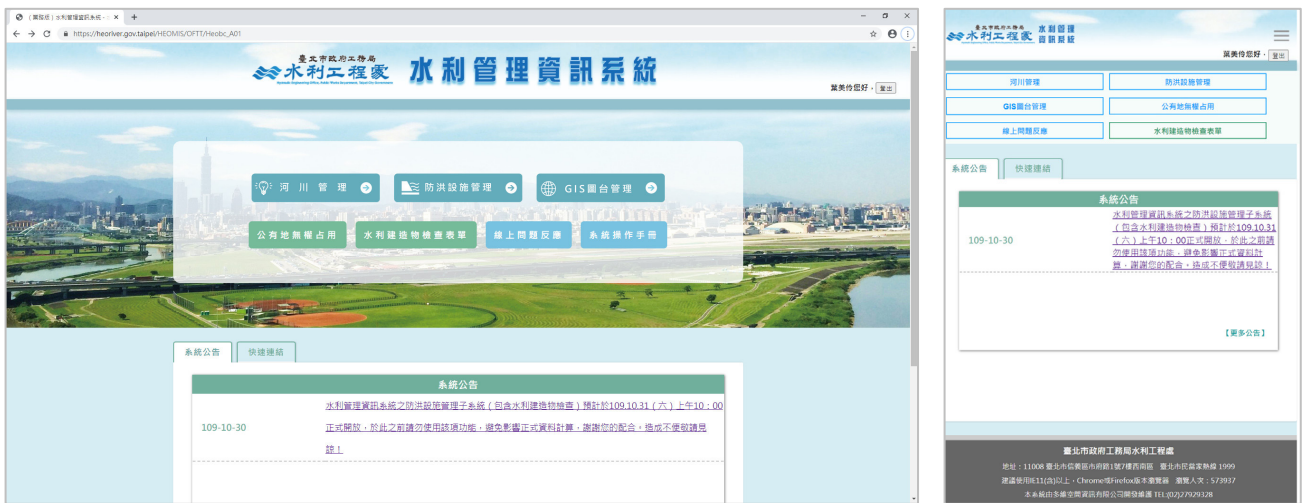 (業務版)水利管理資訊系統 - :
https://heoriver.gov.taipei/HEOMIS/OFTT/Heobc_A01
臺北市政府工務局
水利工程處
水利管理資訊系統
葉美伶您好，
登出
河川管理
防洪設施管理
GIS圖台管理
公有地無權占用
水利建造物檢查表單
線上問題反應
系統操作手冊
系統公告
快速連結
系統公告
109-10-30
水利管理資訊系統之防洪設施管理子系統(包含水利建造物檢查)預計於109.10.31(六)上午10：00
正式開放，於此之前請勿使用該項功能，避免影響正式資料計算，謝謝您的配合。造成不便敬請見
諒！
臺北市政府工務局
水利工程處
水利管理
資訊系統
葉美伶您好，
登出
河川管理
防洪設施管理
GIS圖台管理
公有地無權占用
線上問題反應
水利建造物檢查表單
系統公告
快速連結
系統公告
109-10-30
水利管理資訊系統之防洪設施管理子系統
(包含水利建造物檢查)預計於109.10.31
(六)上午10：00正式開放，於此之前請
勿使用該項功能，避免影響正式資料計
算，謝謝您的配合。造成不便敬請見諒！
【更多公告】
臺北市政府工務局水利工程處
地址：11008 臺北市信義區市府路1號7樓西南區 臺北市民當家熱線 1999
建議使用IE11(含)以上、Chrome或Firefox版本瀏覽器 瀏覽人次：573937
本系統由多維空間資訊有限公司開發維護 TEL:(02)27929328